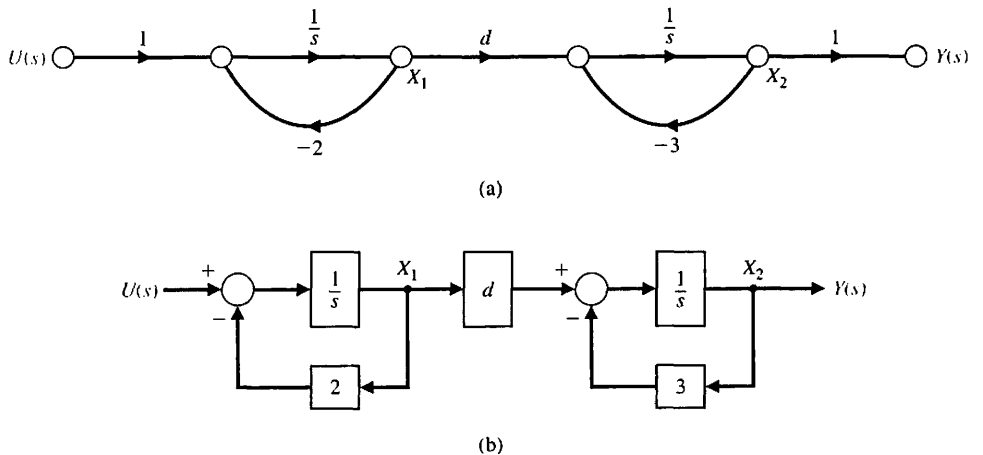 U(s) 1 1/s X₁ d 1/s X₂ 1 Y(s)
−2 −3
(a)
U(s) + − 1/s X₁ d + − 1/s X₂ Y(s)
2 3
(b)